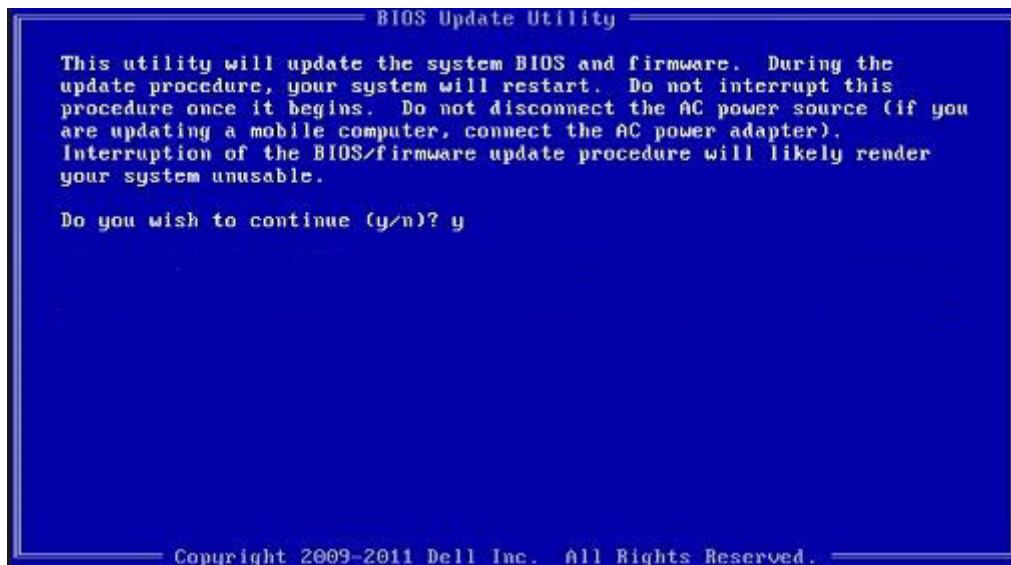 BIOS Update Utility
This utility will update the system BIOS and firmware. During the
update procedure, your system will restart. Do not interrupt this
procedure once it begins. Do not disconnect the AC power source (if you
are updating a mobile computer, connect the AC power adapter).
Interruption of the BIOS/firmware update procedure will likely render
your system unusable.
Do you wish to continue (y/n)? y
Copyright 2009-2011 Dell Inc. All Rights Reserved.